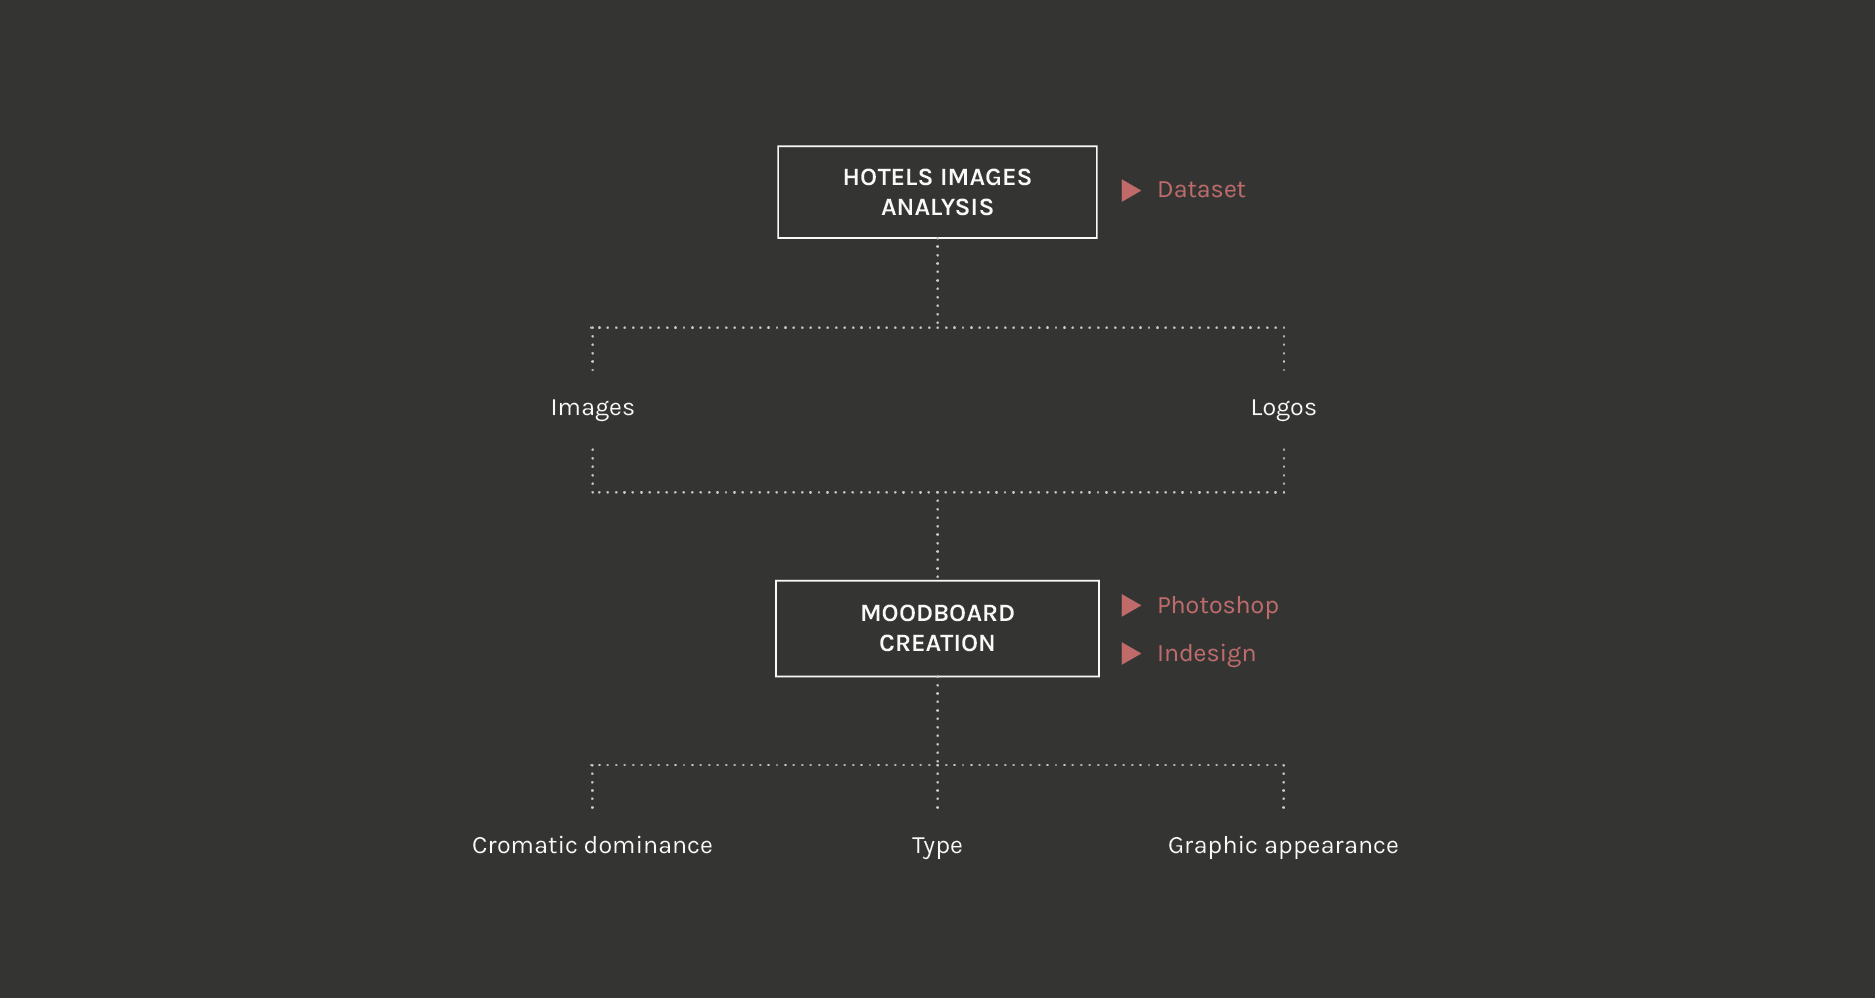 HOTELS IMAGES
ANALYSIS
Dataset
Images
Logos
MOODBOARD
CREATION
Photoshop
Indesign
Cromatic dominance
Type
Graphic appearance